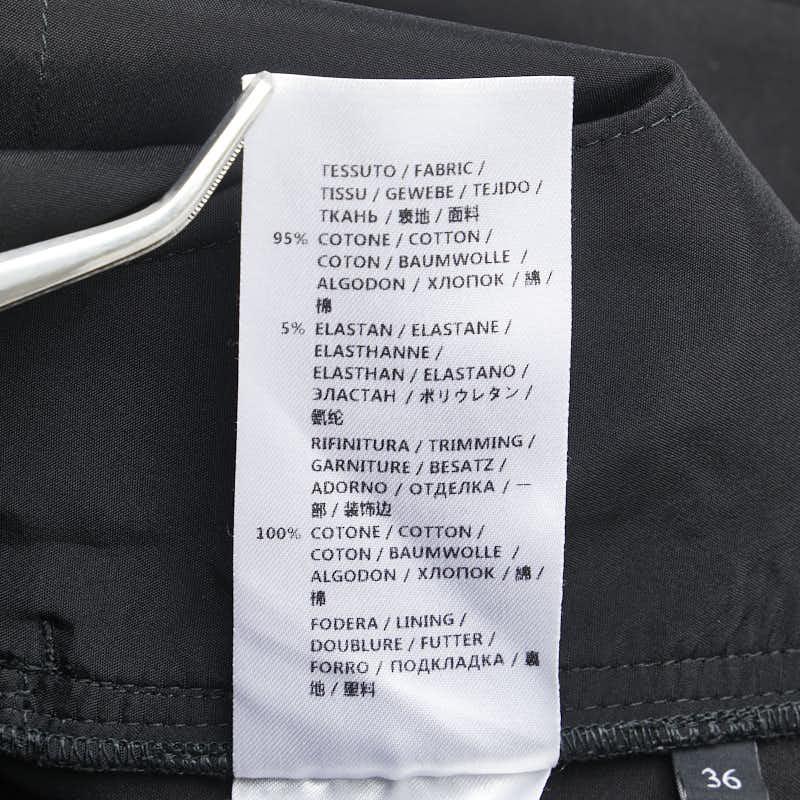 TESSUTO / FABRIC /
TISSU / GEWEBE / TEJIDO /
ТКАНЬ / 裏地 / 面料
95% COTONE / COTTON /
COTON / BAUMWOLLE /
ALGODON / ХЛОПОК / 綿 /
棉
5% ELASTAN / ELASTANE /
ELASTHANNE /
ELASTHAN / ELASTANO /
ЭЛАСТАН / ポリウレタン /
氨纶
RIFINITURA / TRIMMING /
GARNITURE / BESATZ /
ADORNO / ОТДЕЛКА / 一
部 / 装饰边
100% COTONE / COTTON /
COTON / BAUMWOLLE /
ALGODON / ХЛОПОК / 綿 /
棉
FODERA / LINING /
DOUBLURE / FUTTER /
FORRO / ПОДКЛАДКА / 裏
地 / 里料
36